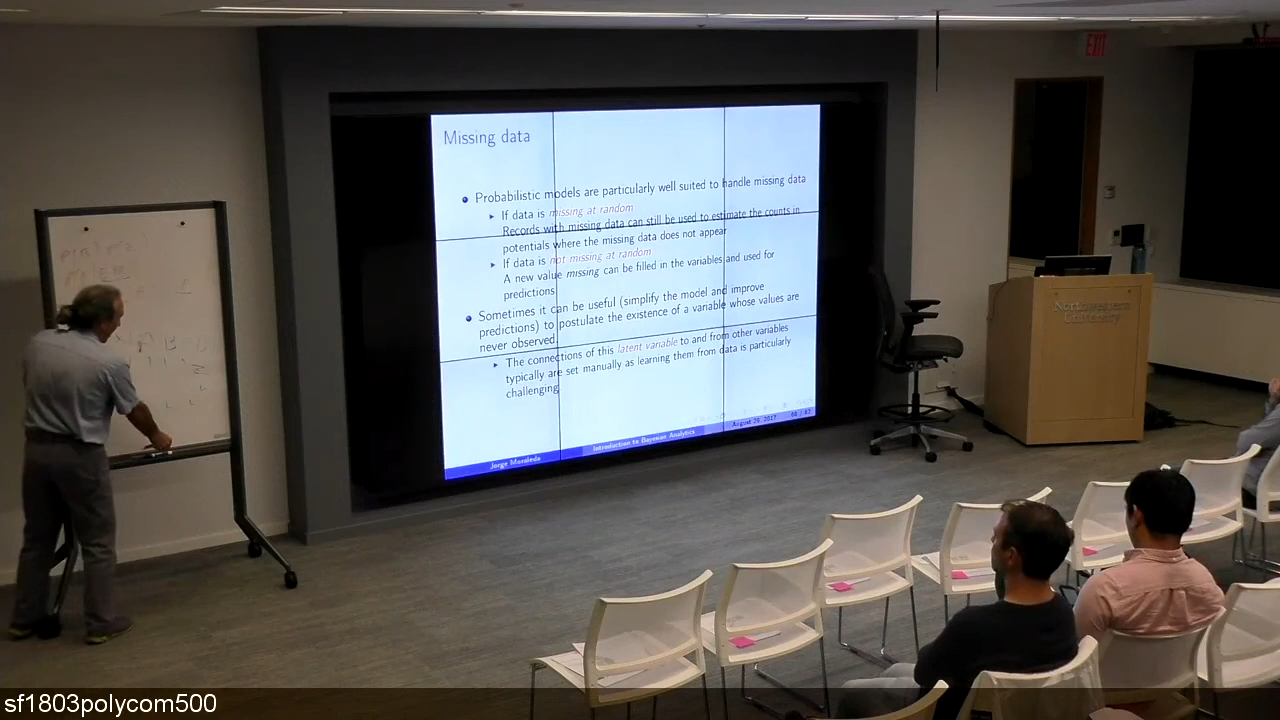 EXIT
Missing data
Probabilistic models are particularly well suited to handle missing data
If data is missing at random
Records with missing data can still be used to estimate the counts in
potentials where the missing data does not appear
If data is not missing at random
A new value missing can be filled in the variables and used for
predictions
Sometimes it can be useful (simplify the model and improve
predictions) to postulate the existence of a variable whose values are
never observed.
The connections of this latent variable to and from other variables
typically are set manually as learning them from data is particularly
challenging
Jorge Moraleda
Introduction to Bayesian Analytics
August 29, 2017
Northwestern
University
sf1803polycom500